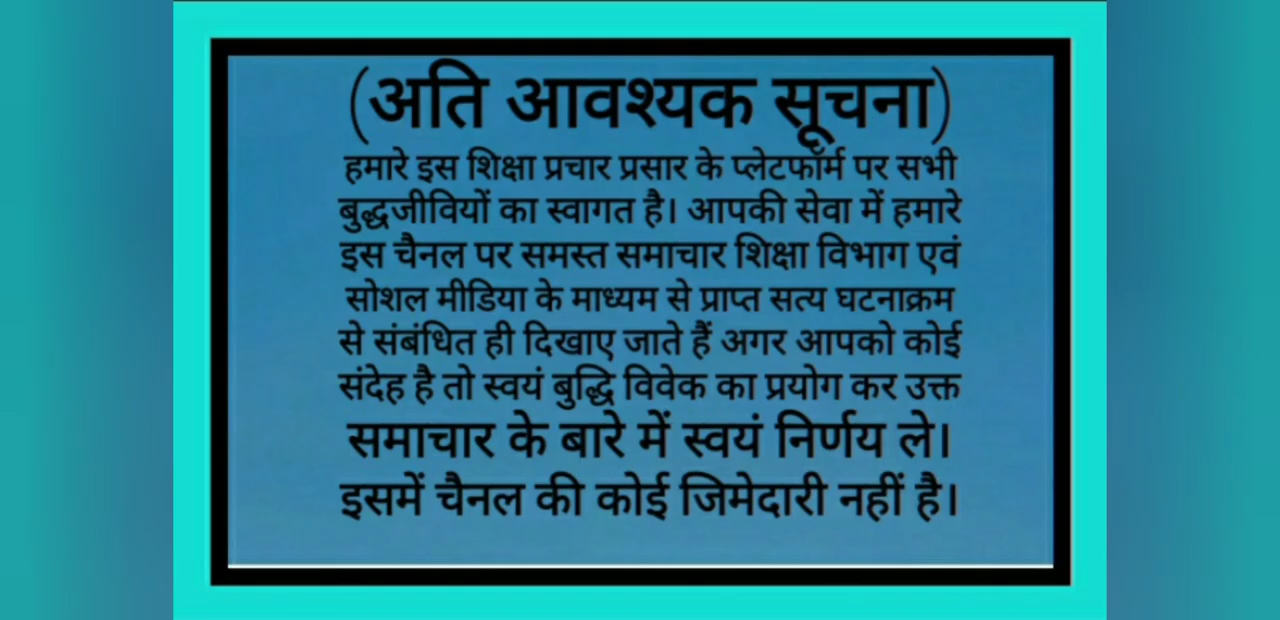 (अति आवश्यक सूचना)
हमारे इस शिक्षा प्रचार प्रसार के प्लेटफॉर्म पर सभी
बुद्धजीवियों का स्वागत है। आपकी सेवा में हमारे
इस चैनल पर समस्त समाचार शिक्षा विभाग एवं
सोशल मीडिया के माध्यम से प्राप्त सत्य घटनाक्रम
से संबंधित ही दिखाए जाते हैं अगर आपको कोई
संदेह है तो स्वयं बुद्धि विवेक का प्रयोग कर उक्त
समाचार के बारे में स्वयं निर्णय ले।
इसमें चैनल की कोई जिमेदारी नहीं है।